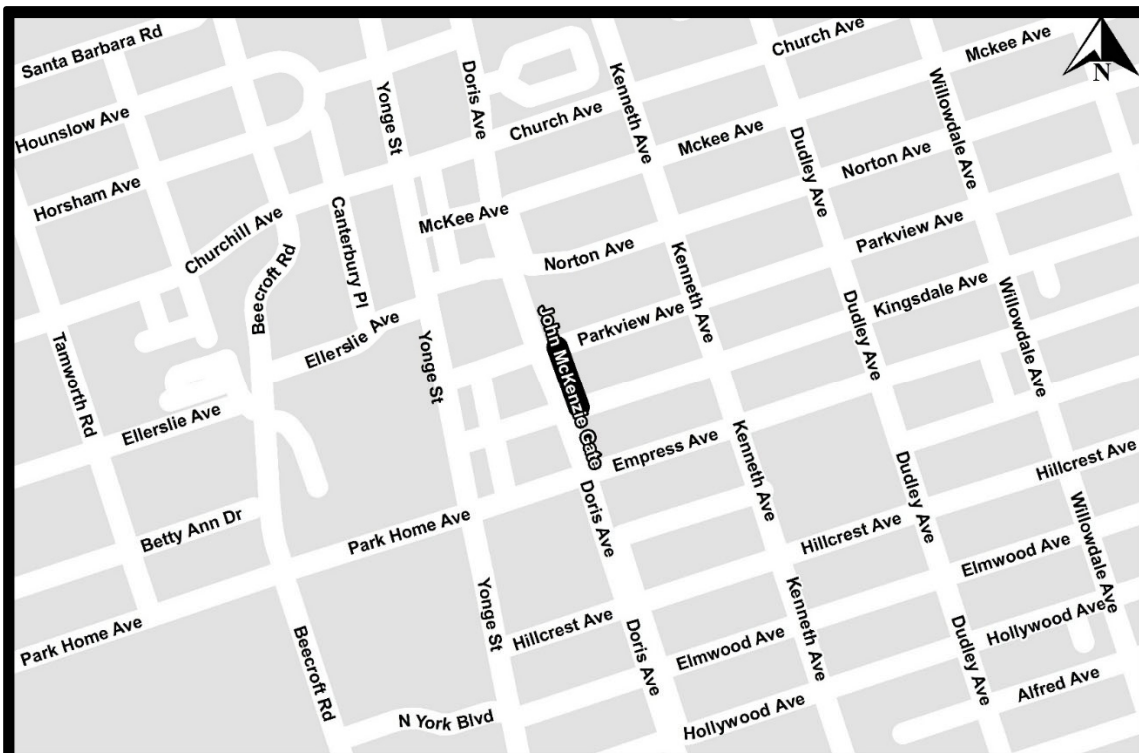 Santa Barbara Rd
Church Ave
Mckee Ave
N
Hounslow Ave
Yonge St
Doris Ave
Kenneth Ave
Willowdale Ave
Church Ave
Mckee Ave
Dudley Ave
Norton Ave
Horsham Ave
Churchill Ave
Canterbury Pl
McKee Ave
Parkview Ave
Beecroft Rd
Norton Ave
Kenneth Ave
Kingsdale Ave
Ellerslie Ave
John McKenzie Gate
Parkview Ave
Dudley Ave
Willowdale Ave
Tamworth Rd
Yonge St
Ellerslie Ave
Empress Ave
Kenneth Ave
Hillcrest Ave
Dudley Ave
Betty Ann Dr
Park Home Ave
Doris Ave
Hillcrest Ave
Elmwood Ave
Willowdale Ave
Park Home Ave
Yonge St
Hillcrest Ave
Kenneth Ave
Hollywood Ave
Beecroft Rd
Doris Ave
Elmwood Ave
Dudley Ave
Alfred Ave
N York Blvd
Hollywood Ave